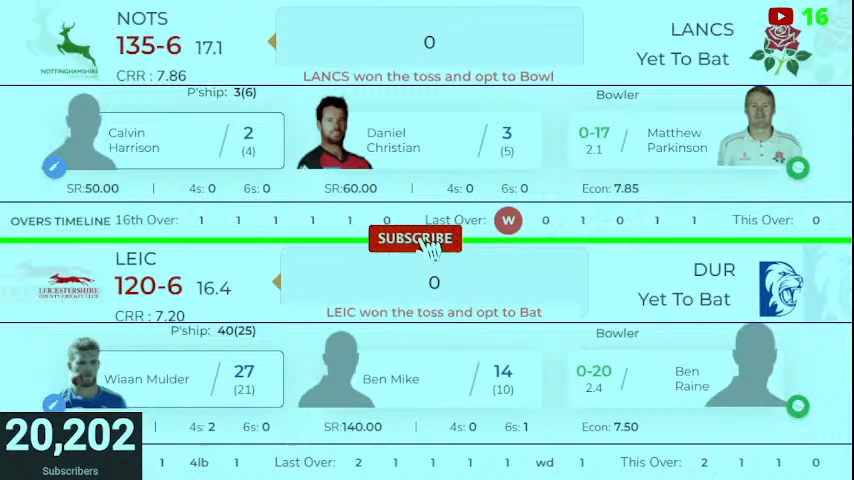 NOTS
135-6 17.1
CRR : 7.86
NOTTINGHAMSHIRE
0
LANCS won the toss and opt to Bowl
16
LANCS
Yet To Bat
P'ship: 3(6)
Bowler
Calvin Harrison / 2 (4)
Daniel Christian / 3 (5)
0-17 2.1 / Matthew Parkinson
SR:50.00 | 4s: 0 6s: 0
SR:60.00 | 4s: 0 6s: 0
Econ: 7.85
OVERS TIMELINE 16th Over: 1 1 1 1 1 0 Last Over: W 0 1 0 1 1 This Over: 0
SUBSCRIBE
LEIC
120-6 16.4
CRR : 7.20
LEICESTERSHIRE
COUNTY CRICKET CLUB
0
LEIC won the toss and opt to Bat
DUR
Yet To Bat
P'ship: 40(25)
Bowler
Wiaan Mulder / 27 (21)
Ben Mike / 14 (10)
0-20 2.4 / Ben Raine
4s: 2 6s: 0
SR:140.00 | 4s: 0 6s: 1
Econ: 7.50
20,202
Subscribers
1 4lb 1 Last Over: 2 1 1 1 1 wd 1 This Over: 2 1 1 0